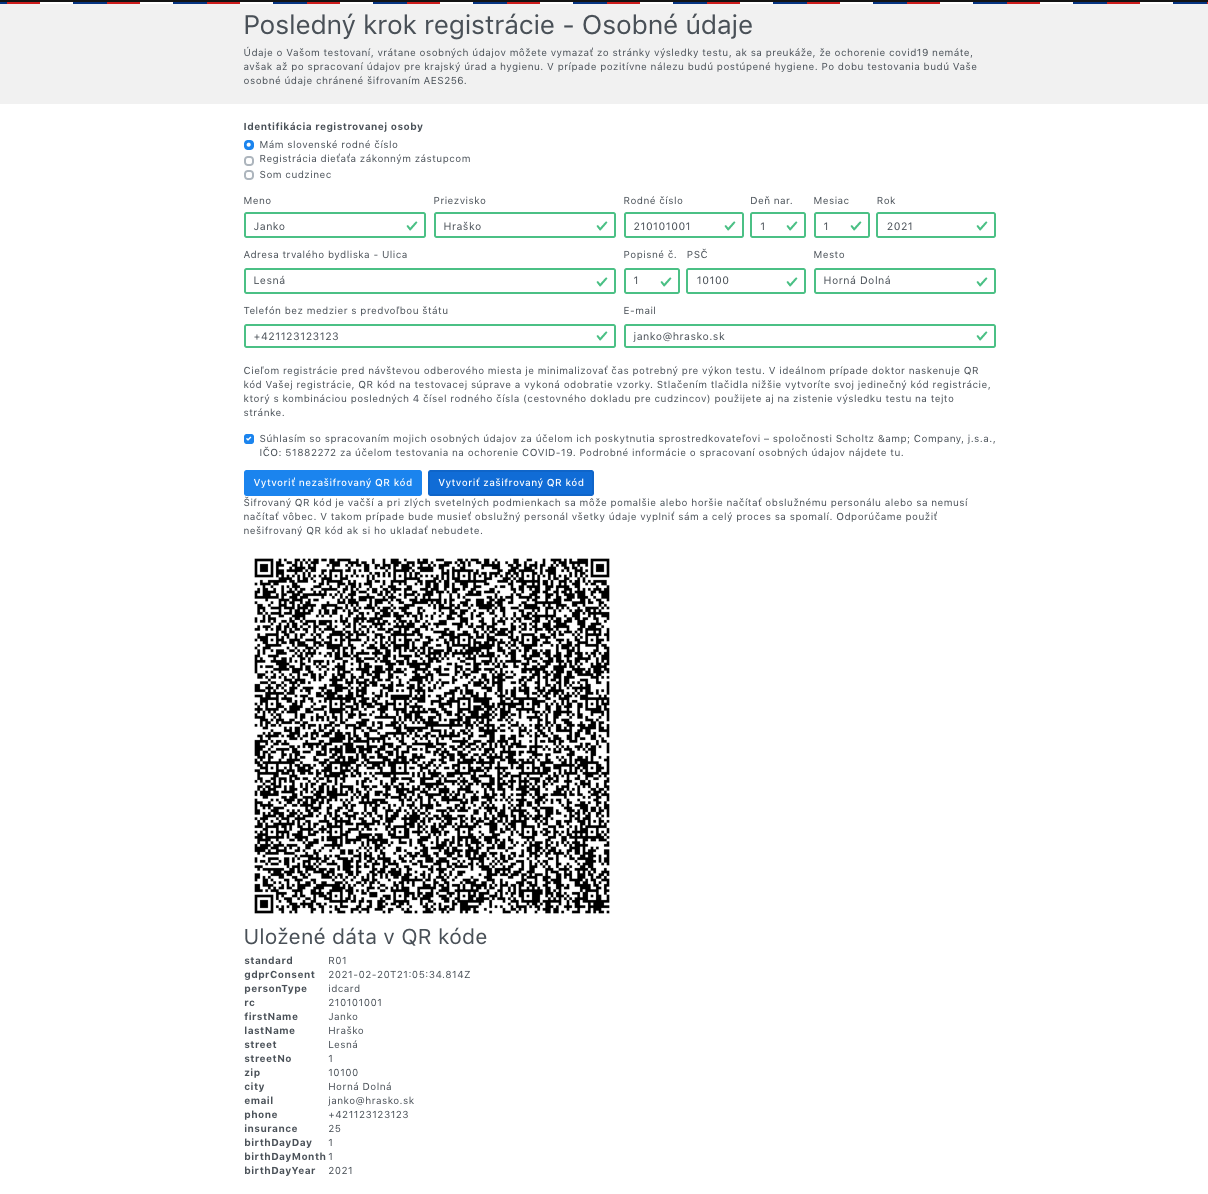 Posledný krok registrácie - Osobné údaje
Údaje o Vašom testovaní, vrátane osobných údajov môžete vymazať zo stránky výsledky testu, ak sa preukáže, že ochorenie covid19 nemáte,
avšak až po spracovaní údajov pre krajský úrad a hygienu. V prípade pozitívne nálezu budú postúpené hygiene. Po dobu testovania budú Vaše
osobné údaje chránené šifrovaním AES256.
Identifikácia registrovanej osoby
Mám slovenské rodné číslo
Registrácia dieťaťa zákonným zástupcom
Som cudzinec
Meno Priezvisko Rodné číslo Deň nar. Mesiac Rok
Janko Hraško 210101001 1 1 2021
Adresa trvalého bydliska - Ulica Popisné č. PSČ Mesto
Lesná 1 10100 Horná Dolná
Telefón bez medzier s predvoľbou štátu E-mail
+421123123123 janko@hrasko.sk
Cieľom registrácie pred návštevou odberového miesta je minimalizovať čas potrebný pre výkon testu. V ideálnom prípade doktor naskenuje QR
kód Vašej registrácie, QR kód na testovacej súprave a vykoná odobratie vzorky. Stlačením tlačidla nižšie vytvoríte svoj jedinečný kód registrácie,
ktorý s kombináciou posledných 4 čísel rodného čísla (cestovného dokladu pre cudzincov) použijete aj na zistenie výsledku testu na tejto
stránke.
Súhlasím so spracovaním mojich osobných údajov za účelom ich poskytnutia sprostredkovateľovi – spoločnosti Scholtz &amp; Company, j.s.a.,
IČO: 51882272 za účelom testovania na ochorenie COVID-19. Podrobné informácie o spracovaní osobných údajov nájdete tu.
Vytvoriť nezašifrovaný QR kód Vytvoriť zašifrovaný QR kód
Šifrovaný QR kód je vačší a pri zlých svetelných podmienkach sa môže pomalšie alebo horšie načítať obslužnému personálu alebo sa nemusí
načítať vôbec. V takom prípade bude musieť obslužný personál všetky údaje vyplniť sám a celý proces sa spomalí. Odporúčame použiť
nešifrovaný QR kód ak si ho ukladať nebudete.
Uložené dáta v QR kóde
standard R01
gdprConsent 2021-02-20T21:05:34.814Z
personType idcard
rc 210101001
firstName Janko
lastName Hraško
street Lesná
streetNo 1
zip 10100
city Horná Dolná
email janko@hrasko.sk
phone +421123123123
insurance 25
birthDayDay 1
birthDayMonth 1
birthDayYear 2021